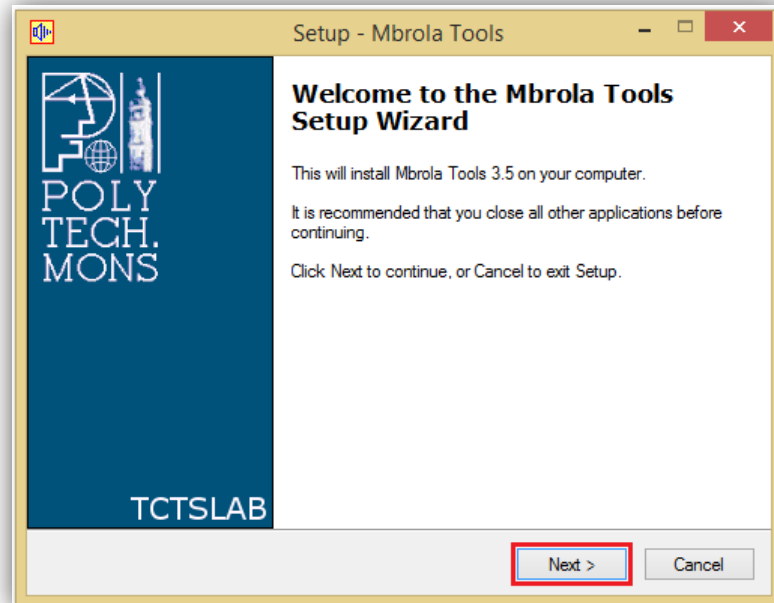 Setup - Mbrola Tools
POLY
TECH.
MONS
TCTSLAB
Welcome to the Mbrola Tools
Setup Wizard
This will install Mbrola Tools 3.5 on your computer.
It is recommended that you close all other applications before
continuing.
Click Next to continue, or Cancel to exit Setup.
Next >
Cancel